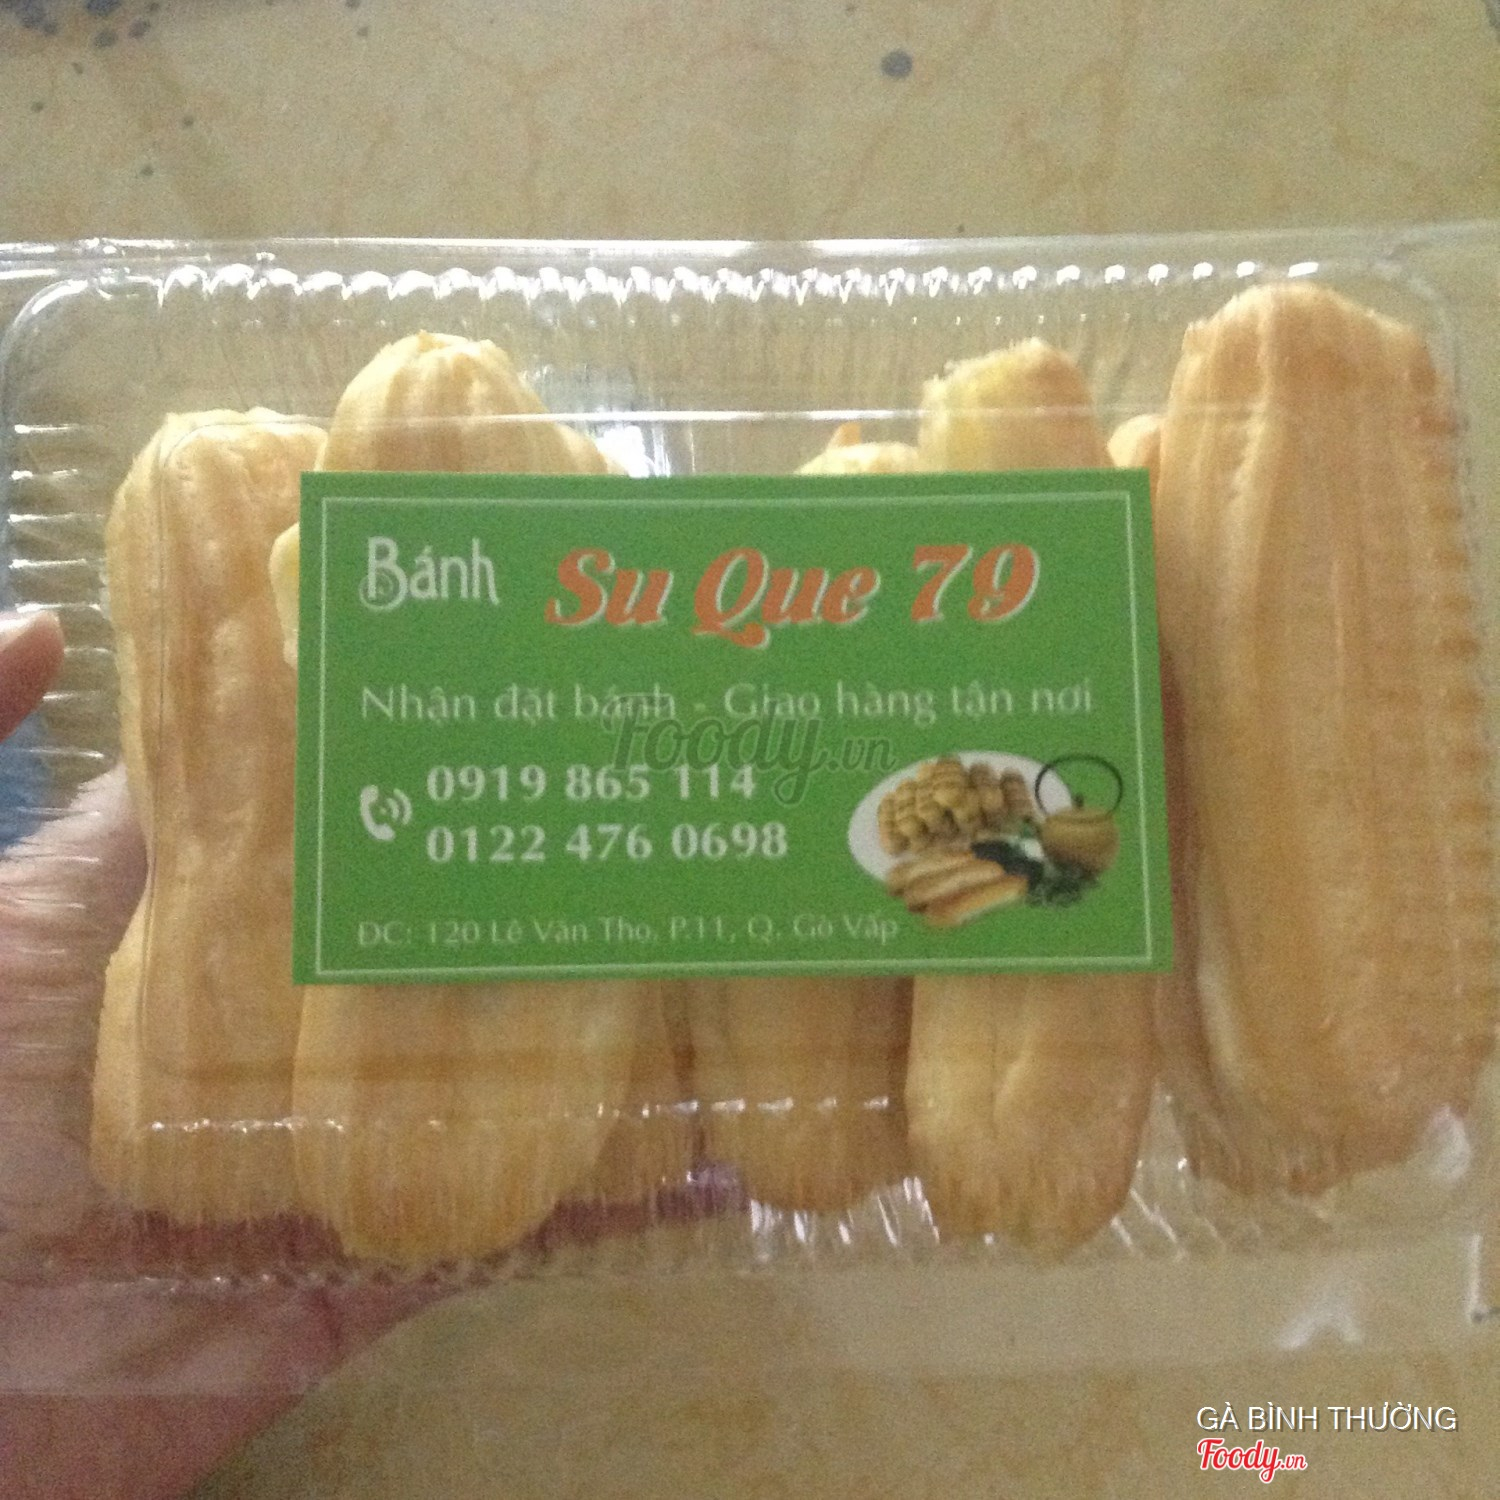 Bánh Su Que 79
Nhận đặt bánh - Giao hàng tận nơi
Foody.vn
0919 865 114
0122 476 0698
ĐC: 120 Lê Văn Thọ, P.11, Q. Gò Vấp
GÀ BÌNH THƯỜNG
Foody.vn